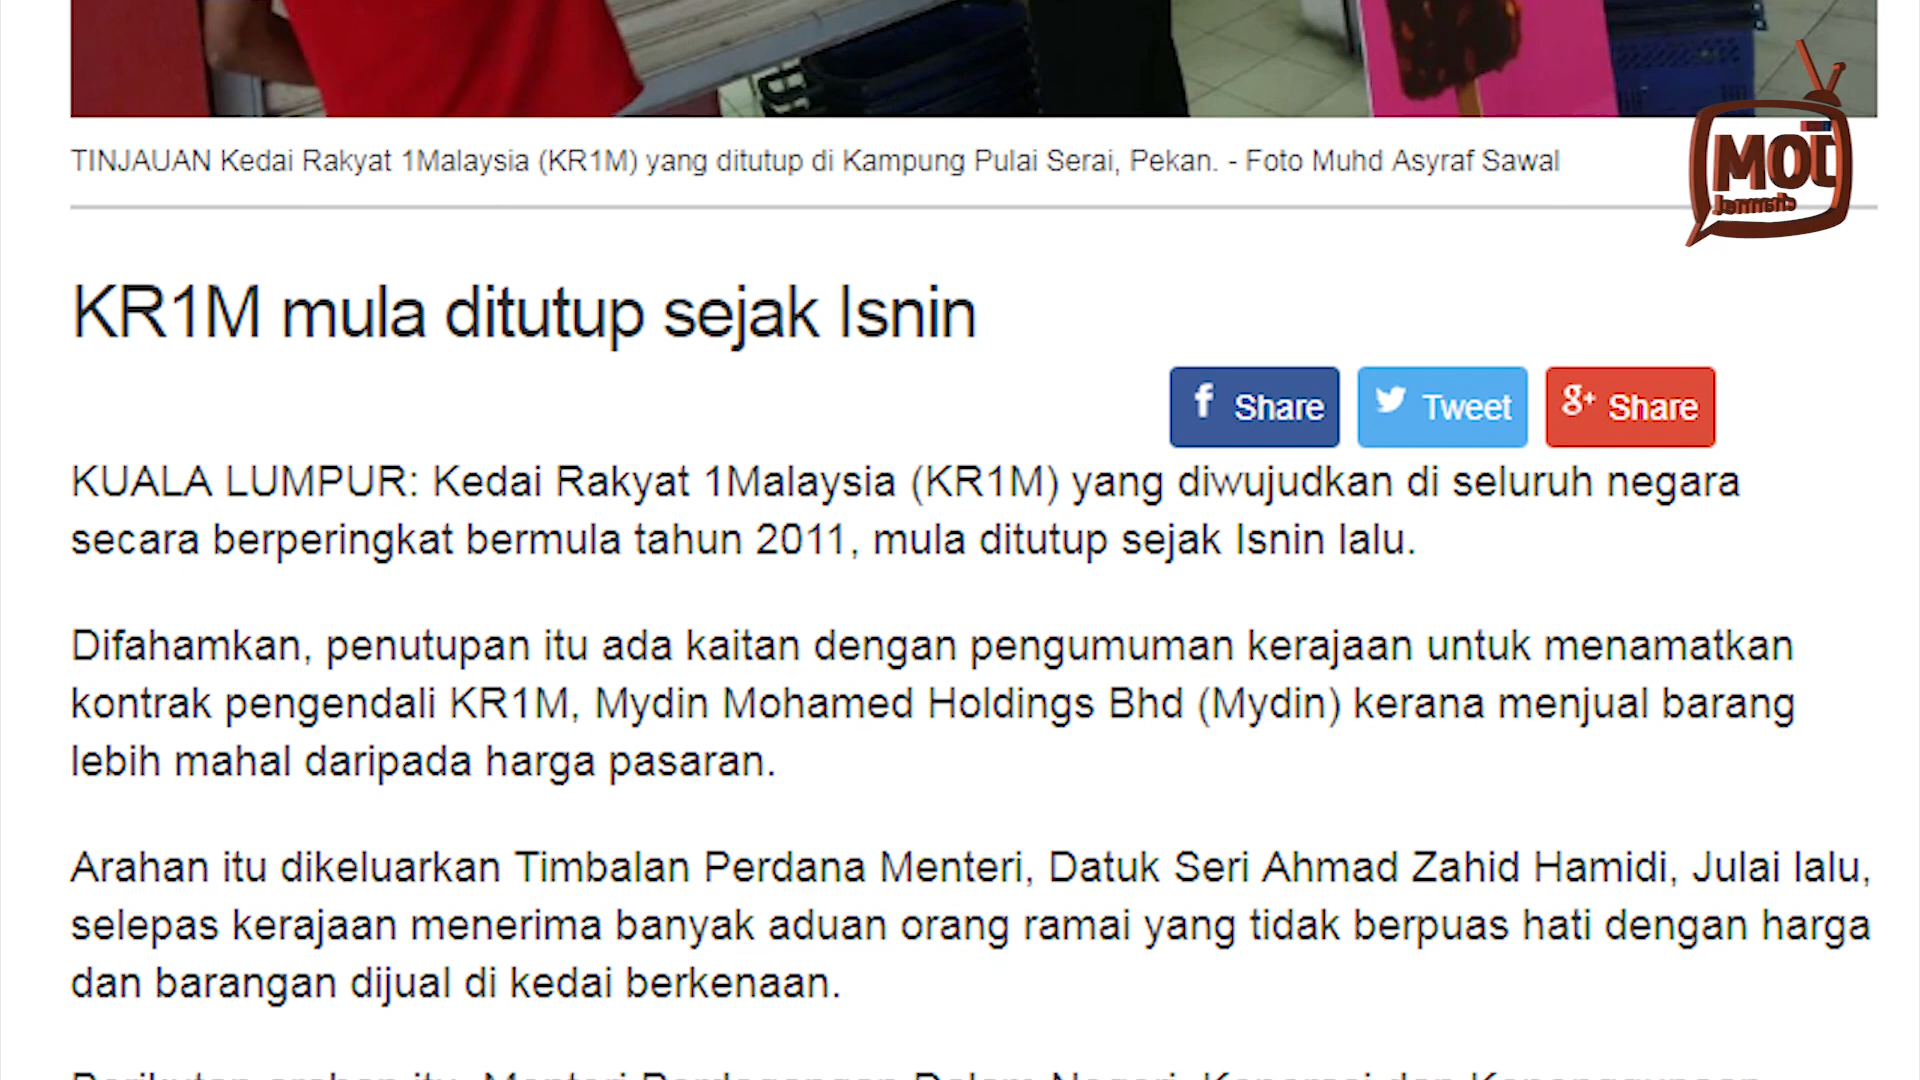 TINJAUAN Kedai Rakyat 1Malaysia (KR1M) yang ditutup di Kampung Pulai Serai, Pekan. - Foto Muhd Asyraf Sawal
MOT
channel
KR1M mula ditutup sejak Isnin
f Share
Tweet
g+ Share
KUALA LUMPUR: Kedai Rakyat 1Malaysia (KR1M) yang diwujudkan di seluruh negara
secara berperingkat bermula tahun 2011, mula ditutup sejak Isnin lalu.
Difahamkan, penutupan itu ada kaitan dengan pengumuman kerajaan untuk menamatkan
kontrak pengendali KR1M, Mydin Mohamed Holdings Bhd (Mydin) kerana menjual barang
lebih mahal daripada harga pasaran.
Arahan itu dikeluarkan Timbalan Perdana Menteri, Datuk Seri Ahmad Zahid Hamidi, Julai lalu,
selepas kerajaan menerima banyak aduan orang ramai yang tidak berpuas hati dengan harga
dan barangan dijual di kedai berkenaan.